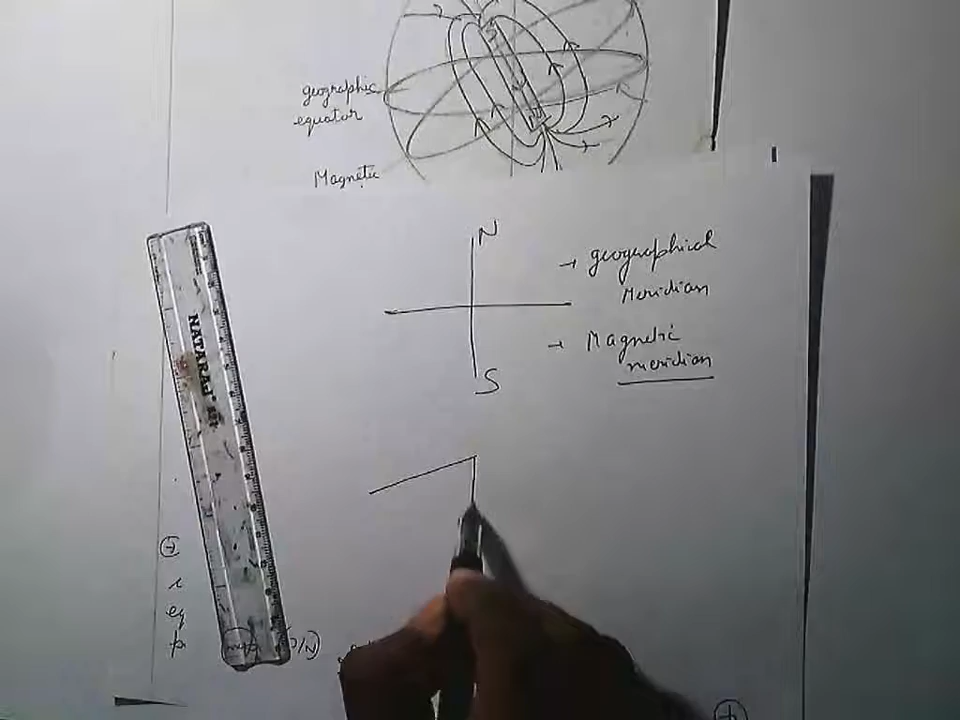 geographic
equator
Magnetic
N
→ geographical
Meridian
→ Magnetic
meridian
S
NATARAJ